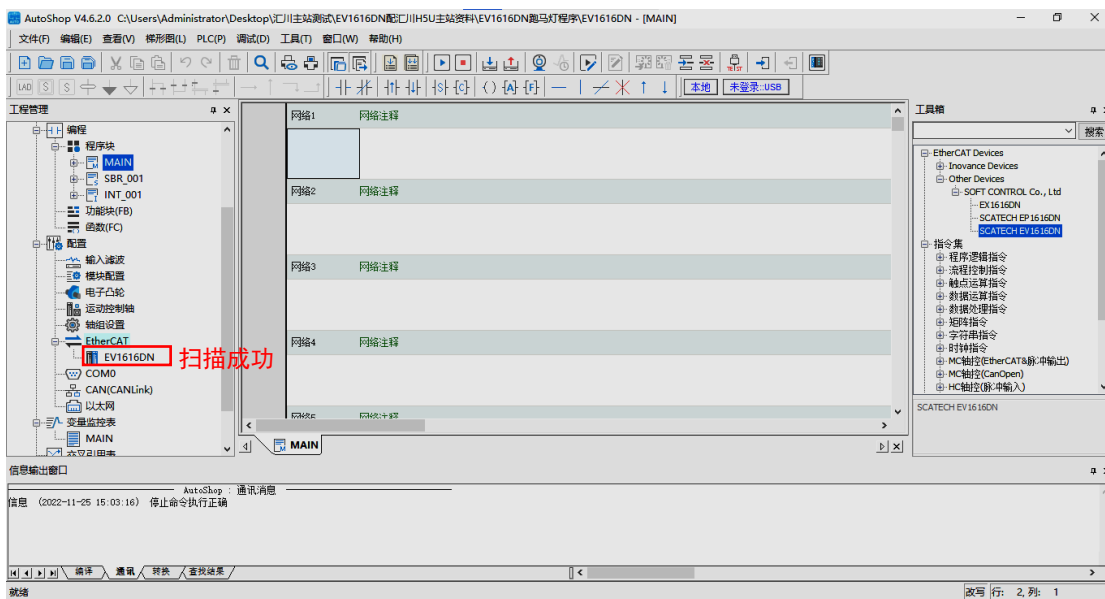 AutoShop V4.6.2.0 C:\Users\Administrator\Desktop\汇川主站测试\EV1616DN配汇川H5U主站资料\EV1616DN跑马灯程序\EV1616DN - [MAIN]
文件(F) 编辑(E) 查看(V) 梯形图(L) PLC(P) 调试(D) 工具(T) 窗口(W) 帮助(H)
TEST
LAD S S S C A F 本地 未登录::USB
工程管理
编程
程序块
MAIN
SBR_001
INT_001
功能块(FB)
函数(FC)
配置
输入滤波
模块配置
电子凸轮
运动控制轴
轴组设置
EtherCAT
EV1616DN 扫描成功
COM0
CAN(CANLink)
以太网
变量监控表
MAIN
交叉引用表
网络1 网络注释
网络2 网络注释
网络3 网络注释
网络4 网络注释
网络5 网络注释
MAIN
工具箱
搜索
EtherCAT Devices
Inovance Devices
Other Devices
SOFT CONTROL Co., Ltd
EX1616DN
SCATECH EP1616DN
SCATECH EV1616DN
指令集
程序逻辑指令
流程控制指令
触点运算指令
数据运算指令
数据处理指令
矩阵指令
字符串指令
时钟指令
MC轴控(EtherCAT&脉冲输出)
MC轴控(CanOpen)
HC轴控(脉冲输入)
SCATECH EV1616DN
信息输出窗口
AutoShop : 通讯消息
信息 (2022-11-25 15:03:16) 停止命令执行正确
编译 通讯 转换 查找结果
就绪 改写 行: 2, 列: 1